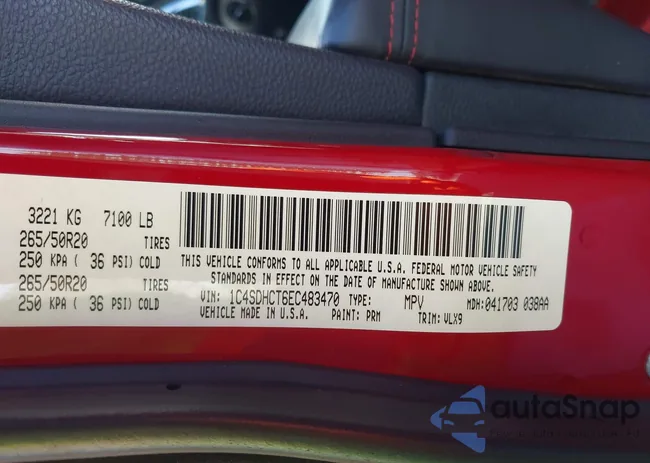 3221 KG 7100 LB
265/50R20 TIRES
250 KPA ( 36 PSI) COLD
265/50R20 TIRES
250 KPA ( 36 PSI) COLD
THIS VEHICLE CONFORMS TO ALL APPLICABLE U.S.A. FEDERAL MOTOR VEHICLE SAFETY
STANDARDS IN EFFECT ON THE DATE OF MANUFACTURE SHOWN ABOVE.
VIN: 1C4SDHCT6EC483470 TYPE: MPV MDH: 041703 038AA
VEHICLE MADE IN U.S.A. PAINT: PRM TRIM: VLX9
autaSnap